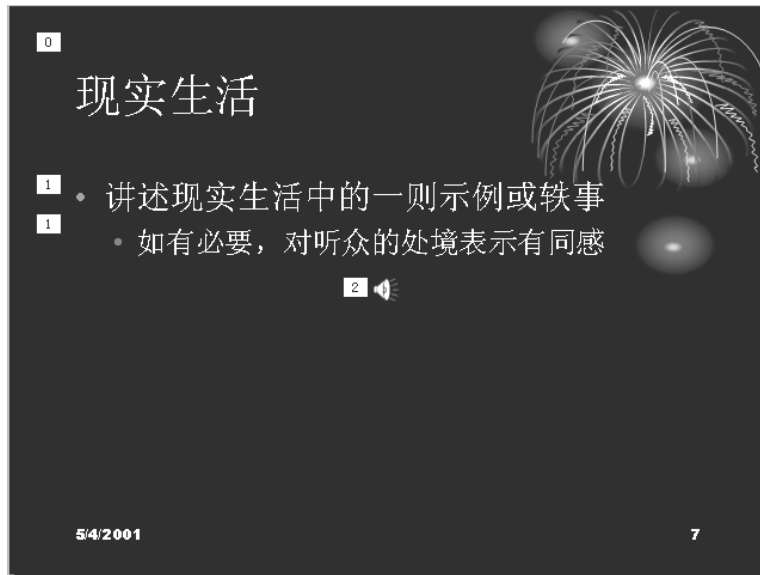 0
现实生活
1 • 讲述现实生活中的一则示例或轶事
1 • 如有必要，对听众的处境表示有同感
2
5/4/2001 7